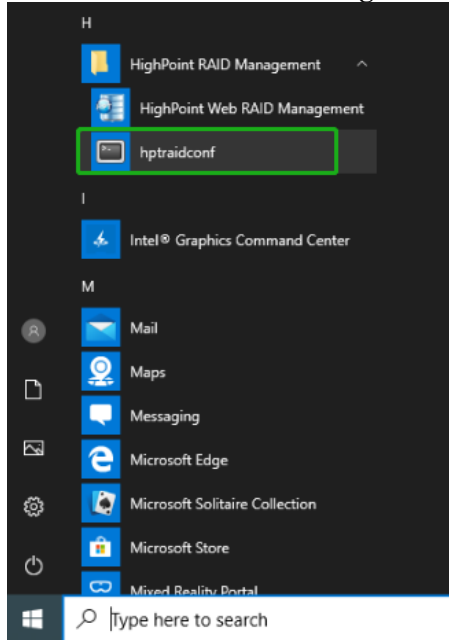 H
HighPoint RAID Management
HighPoint Web RAID Management
hptraidconf
I
Intel® Graphics Command Center
M
Mail
Maps
Messaging
Microsoft Edge
Microsoft Solitaire Collection
Microsoft Store
Mixed Reality Portal
Type here to search